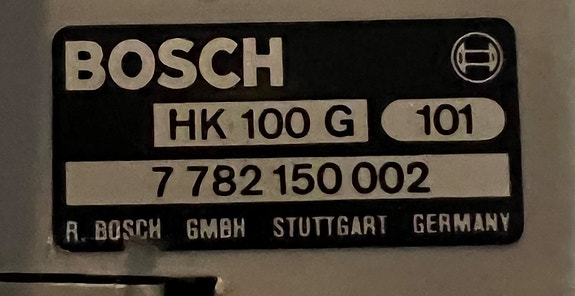 BOSCH
HK 100 G 101
7 782 150 002
R. BOSCH GMBH STUTTGART GERMANY